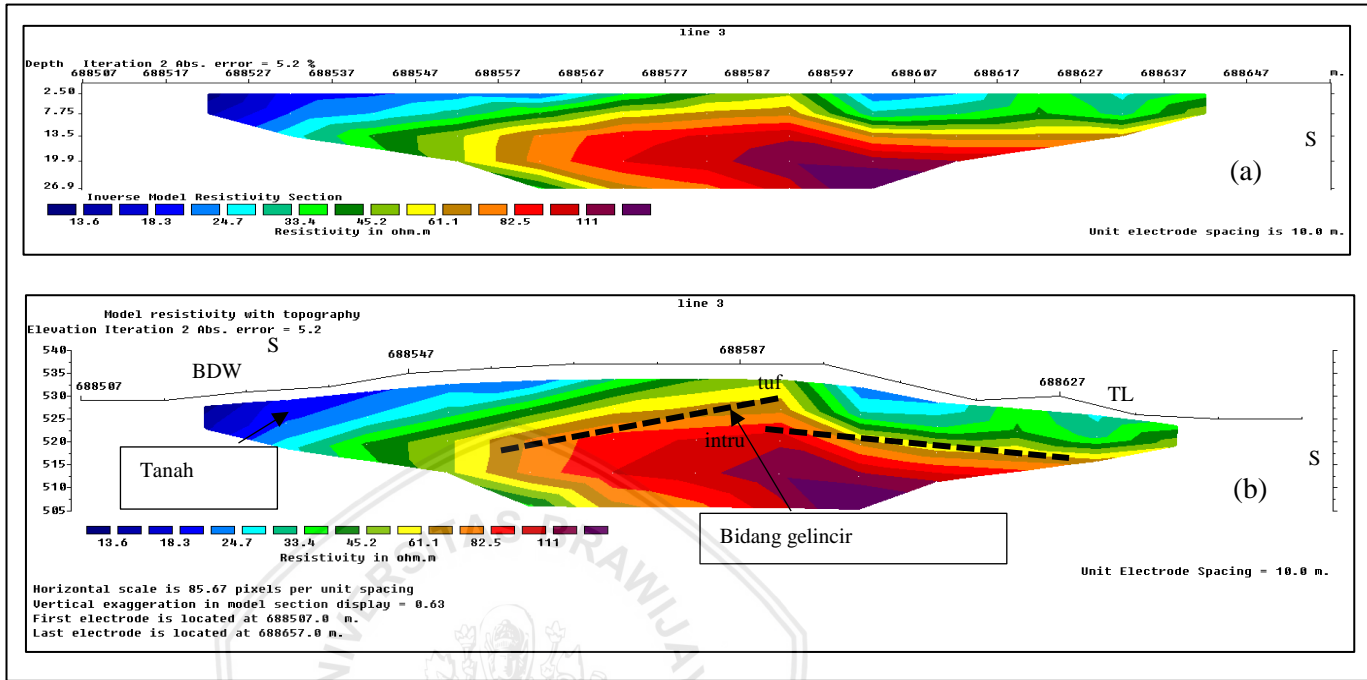 line 3
Depth Iteration 2 Abs. error = 5.2 %
688507 688517 688527 688537 688547 688557 688567 688577 688587 688597 688607 688617 688627 688637 688647 m.
2.50
7.75
13.5
19.9
26.9
S
(a)
Inverse Model Resistivity Section
13.6 18.3 24.7 33.4 45.2 61.1 82.5 111
Resistivity in ohm.m
Unit electrode spacing is 10.0 m.
line 3
Model resistivity with topography
Elevation Iteration 2 Abs. error = 5.2
S
540
535
530
525
520
515
510
505
688507
BDW
688547
688587
688627
TL
tuf
intru
S
Tanah
Bidang gelincir
(b)
13.6 18.3 24.7 33.4 45.2 61.1 82.5 111
Resistivity in ohm.m
Unit Electrode Spacing = 10.0 m.
Horizontal scale is 85.67 pixels per unit spacing
Vertical exaggeration in model section display = 0.63
First electrode is located at 688507.0 m.
Last electrode is located at 688657.0 m.
UNIVERSITAS BRAWIJAYA